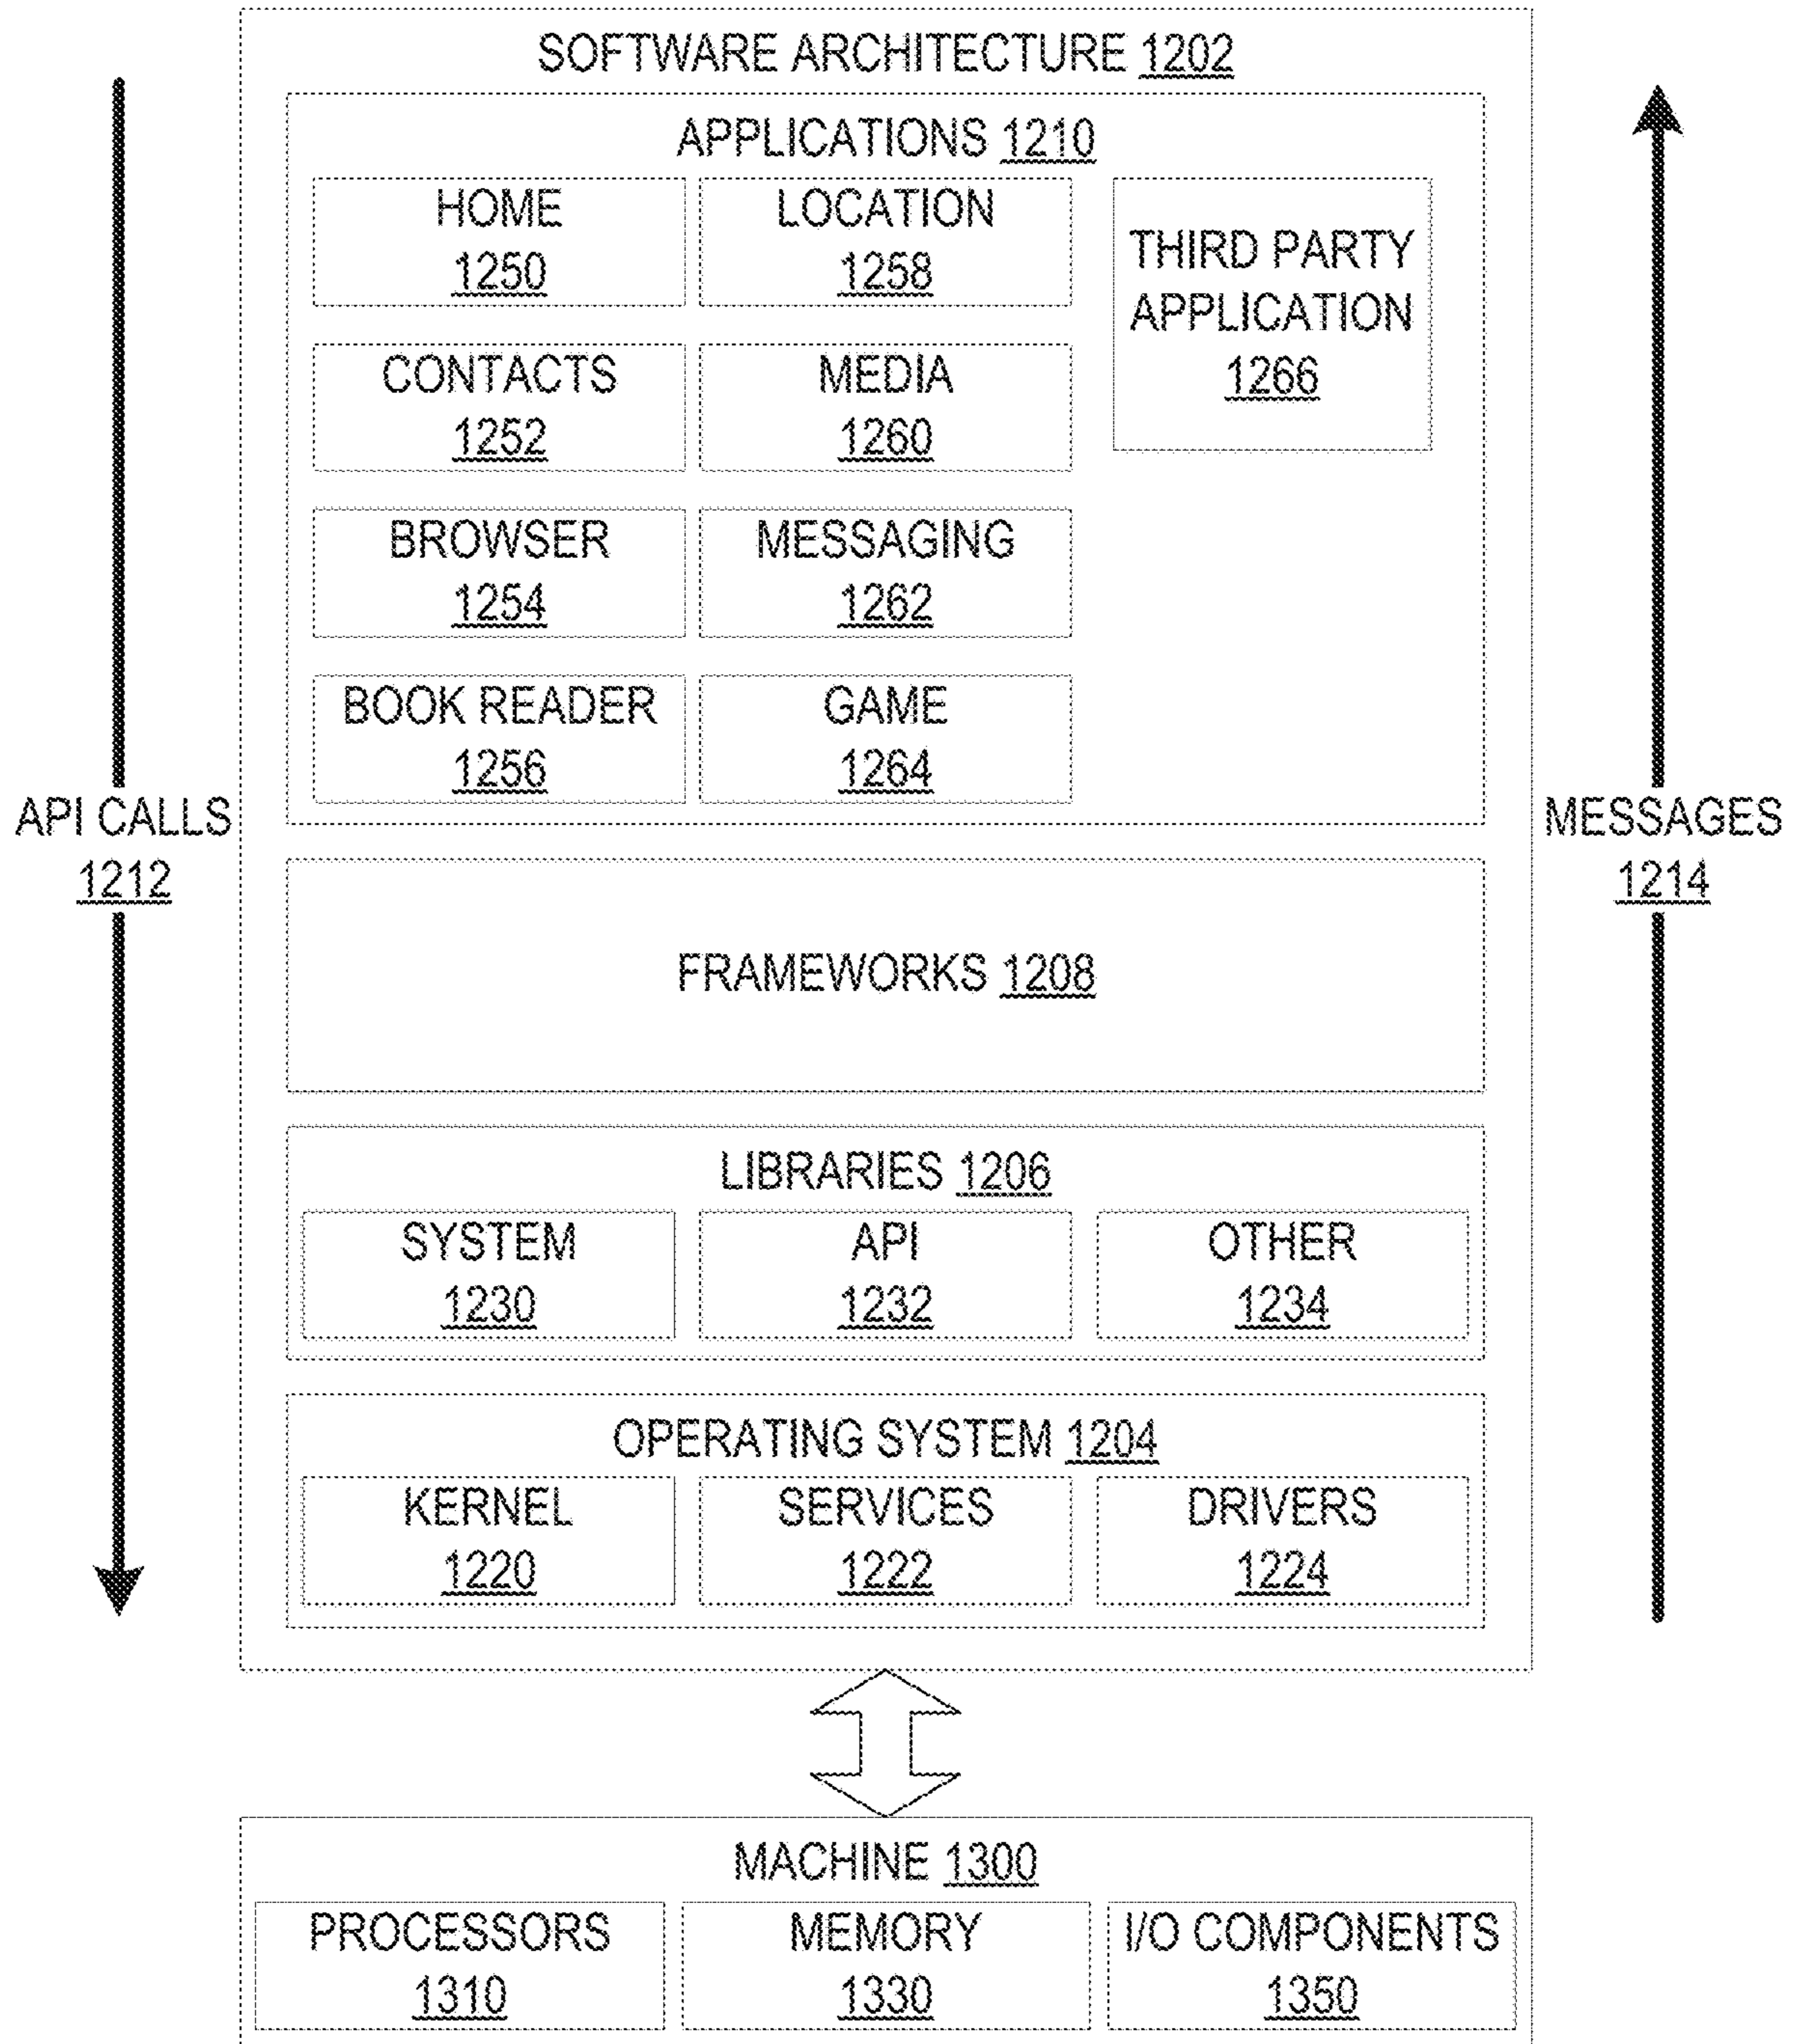 SOFTWARE ARCHITECTURE 1202
APPLICATIONS 1210
HOME
1250
LOCATION
1258
THIRD PARTY
APPLICATION
1266
CONTACTS
1252
MEDIA
1260
BROWSER
1254
MESSAGING
1262
BOOK READER
1256
GAME
1264
API CALLS
1212
MESSAGES
1214
FRAMEWORKS 1208
LIBRARIES 1206
SYSTEM
1230
API
1232
OTHER
1234
OPERATING SYSTEM 1204
KERNEL
1220
SERVICES
1222
DRIVERS
1224
MACHINE 1300
PROCESSORS
1310
MEMORY
1330
I/O COMPONENTS
1350